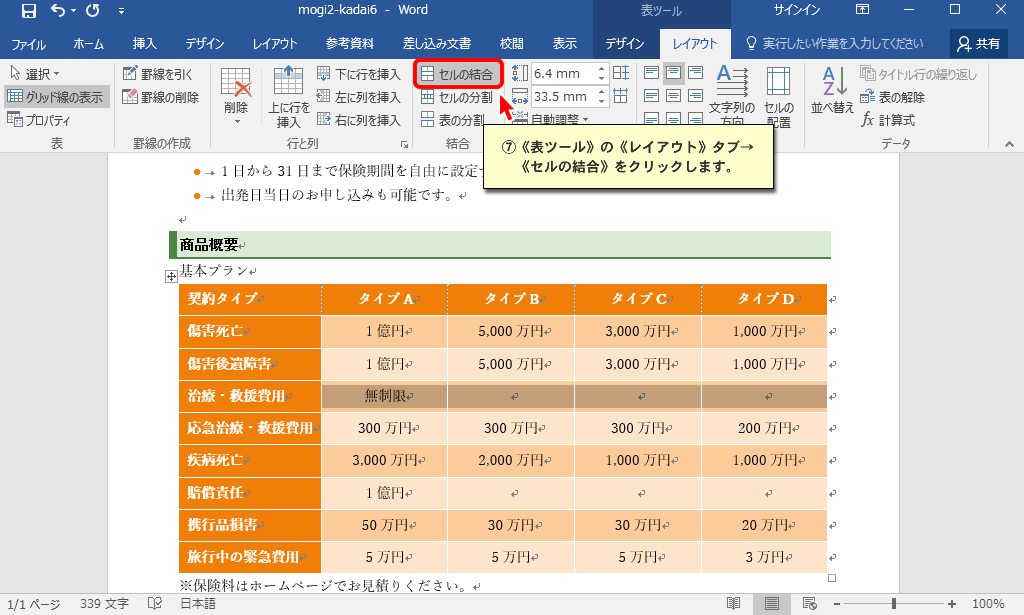 mogi2-kadai6 - Word
表ツール
サインイン
ファイル ホーム 挿入 デザイン レイアウト 参考資料 差し込み文書 校閲 表示 デザイン レイアウト 実行したい作業を入力してください 共有
選択
グリッド線の表示
プロパティ
表
罫線を引く
罫線の削除
罫線の作成
削除
上に行を
挿入
下に行を挿入
左に列を挿入
右に列を挿入
行と列
セルの結合
セルの分割
表の分割
結合
6.4 mm
33.5 mm
自動調整
文字列の
方向
セルの
配置
並べ替え
タイトル行の繰り返し
表の解除
fx 計算式
データ
⑦《表ツール》の《レイアウト》タブ→
《セルの結合》をクリックします。
1 日から 31 日まで保険期間を自由に設定
出発日当日のお申し込みも可能です。
商品概要
基本プラン
契約タイプ タイプ A タイプ B タイプ C タイプ D
傷害死亡 1 億円 5,000 万円 3,000 万円 1,000 万円
傷害後遺障害 1 億円 5,000 万円 3,000 万円 1,000 万円
治療・救援費用 無制限
応急治療・救援費用 300 万円 300 万円 300 万円 200 万円
疾病死亡 3,000 万円 2,000 万円 1,000 万円 1,000 万円
賠償責任 1 億円
携行品損害 50 万円 30 万円 30 万円 20 万円
旅行中の緊急費用 5 万円 5 万円 5 万円 3 万円
※保険料はホームページでお見積りください。
1/1 ページ 339 文字 日本語 100%